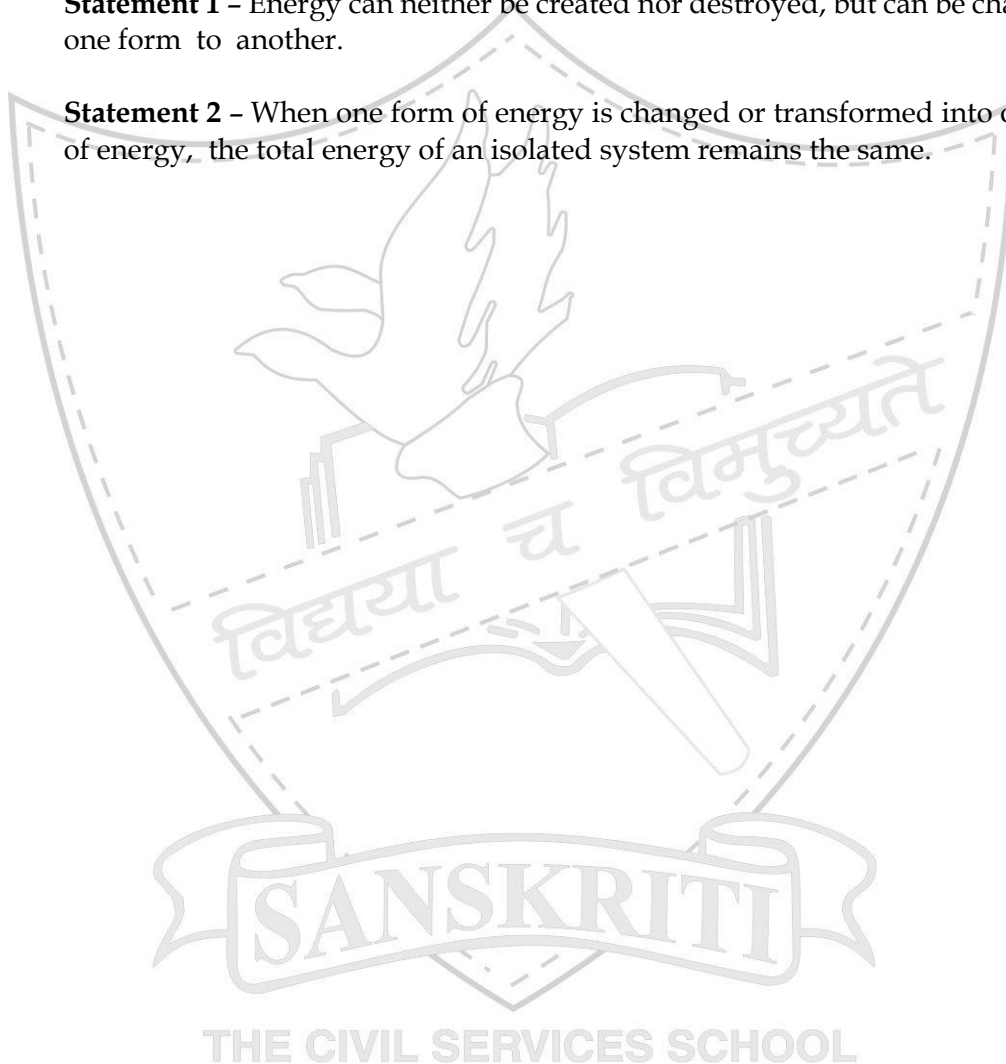 Statement 1 – Energy can neither be created nor destroyed, but can be
one form to another.
Statement 2 – When one form of energy is changed or transformed into
of energy, the total energy of an isolated system remains the same.
विद्यया च विमुच्यते
SANSKRITI
THE CIVIL SERVICES SCHOOL